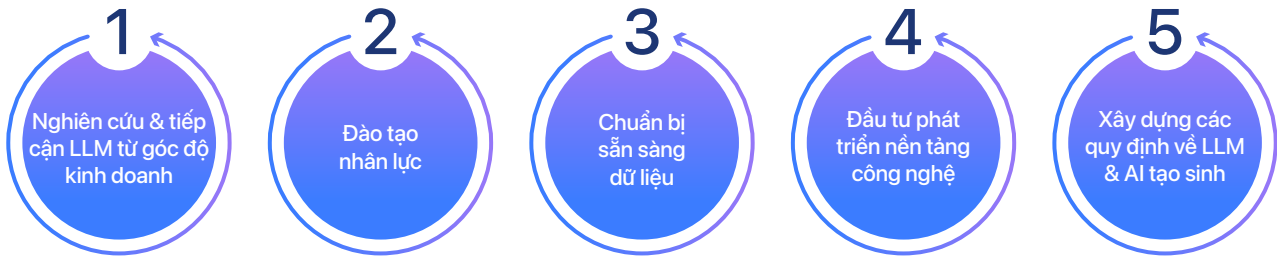 1
Nghiên cứu & tiếp
cận LLM từ góc độ
kinh doanh
2
Đào tạo
nhân lực
3
Chuẩn bị
sẵn sàng
dữ liệu
4
Đầu tư phát
triển nền tảng
công nghệ
5
Xây dựng các
quy định về LLM
& AI tạo sinh